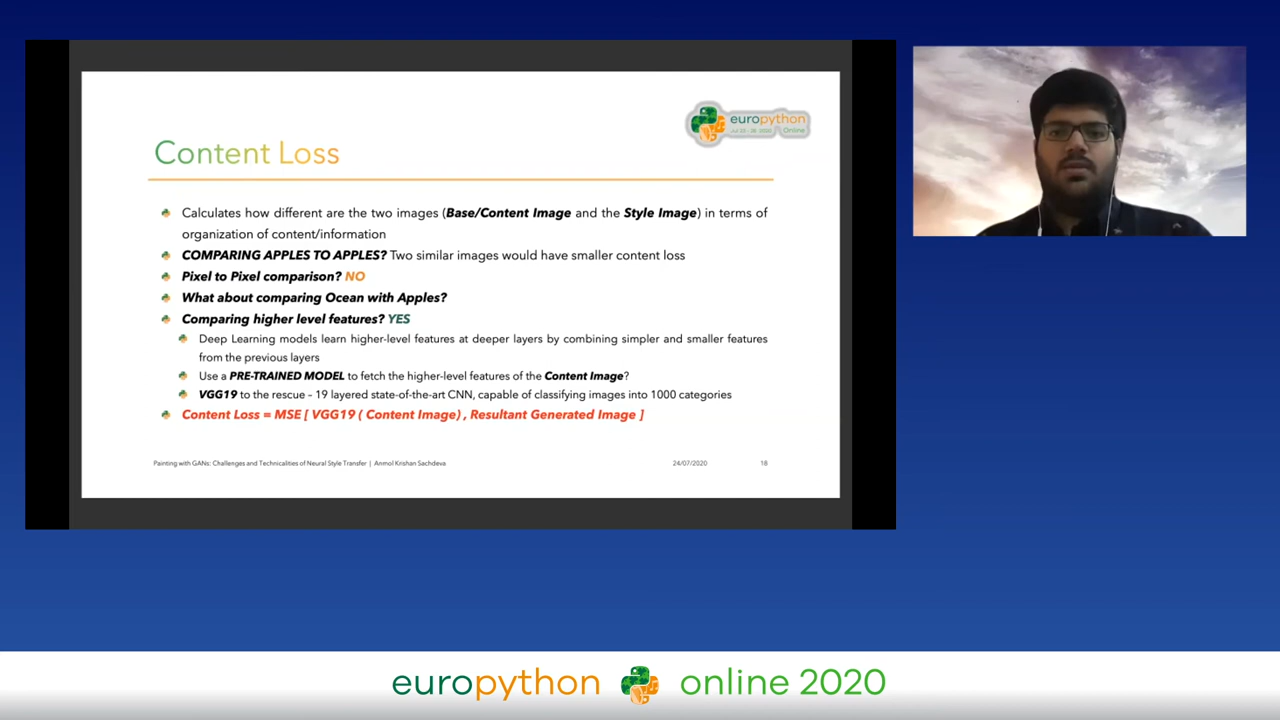 europython
Jul 23 - 26 2020 Online
Content Loss
Calculates how different are the two images (Base/Content Image and the Style Image) in terms of
organization of content/information
COMPARING APPLES TO APPLES? Two similar images would have smaller content loss
Pixel to Pixel comparison? NO
What about comparing Ocean with Apples?
Comparing higher level features? YES
Deep Learning models learn higher-level features at deeper layers by combining simpler and smaller features
from the previous layers
Use a PRE-TRAINED MODEL to fetch the higher-level features of the Content Image?
VGG19 to the rescue – 19 layered state-of-the-art CNN, capable of classifying images into 1000 categories
Content Loss = MSE [ VGG19 ( Content Image) , Resultant Generated Image ]
Painting with GANs: Challenges and Technicalities of Neural Style Transfer | Anmol Krishan Sachdeva
24/07/2020
18
europython online 2020